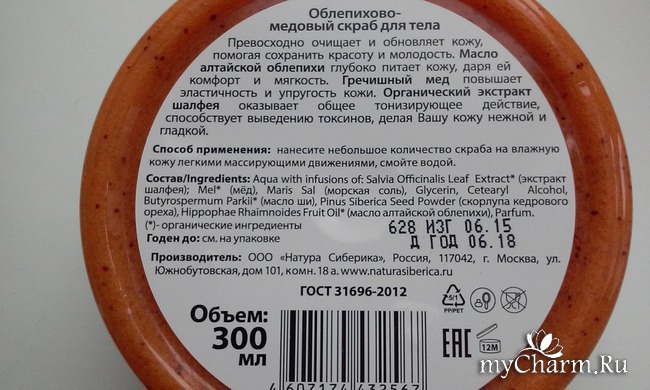 Облепихово-
медовый скраб для тела
Превосходно очищает и обновляет кожу,
помогая сохранить красоту и молодость. Масло
алтайской облепихи глубоко питает кожу, даря ей
комфорт и мягкость. Гречишный мед повышает
эластичность и упругость кожи. Органический экстракт
шалфея оказывает общее тонизирующее действие,
способствует выведению токсинов, делая Вашу кожу нежной и
гладкой.
Способ применения: нанесите небольшое количество скраба на влажную
кожу легкими массирующими движениями, смойте водой.
Состав/Ingredients: Aqua with infusions of: Salvia Officinalis Leaf Extract* (экстракт
шалфея); Mel* (мёд), Maris Sal (морская соль), Glycerin, Cetearyl Alcohol,
Butyrospermum Parkii* (масло ши), Pinus Siberica Seed Powder (скорлупа кедрового
ореха), Hippophae Rhaimnoides Fruit Oil* (масло алтайской облепихи), Parfum.
(*)- органические ингредиенты
628 ИЗГ 06.15
Годен до: см. на упаковке
Д ГОД 06.18
Производитель: ООО «Натура Сиберика», Россия, 117042, г. Москва, ул.
Южнобутовская, дом 101, комн. 18 а. www.naturasiberica.ru
ГОСТ 31696-2012
5/1
PP/PET
Объем:
300
мл
EAC
12M
4607174432567
myCharm.Ru